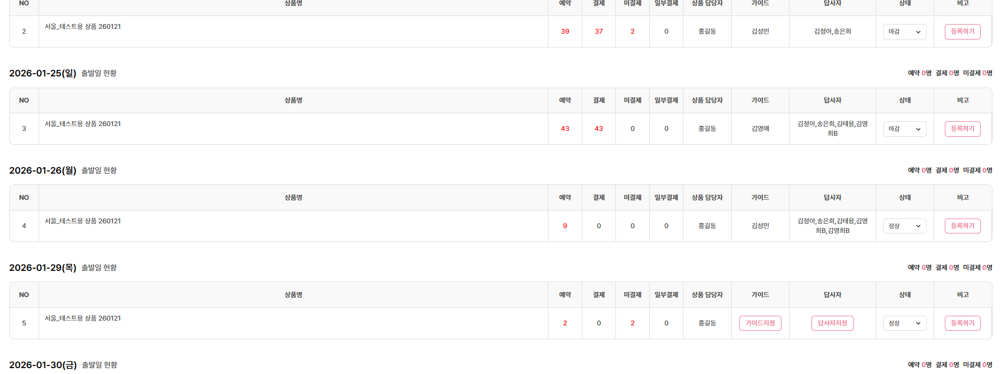 NO 상품명 예약 결제 미결제 일부결제 상품 담당자 가이드 답사자 상태 비고
2 서울_테스트용 상품 260121 39 37 2 0 홍길동 김성민 김정아,송은희 마감 등록하기
2026-01-25(일) 출발일 현황 예약 0명 결제 0명 미결제 0명
NO 상품명 예약 결제 미결제 일부결제 상품 담당자 가이드 답사자 상태 비고
3 서울_테스트용 상품 260121 43 43 0 0 홍길동 김영애 김정아,송은희,김태용,김영
희B 마감 등록하기
2026-01-26(월) 출발일 현황 예약 0명 결제 0명 미결제 0명
NO 상품명 예약 결제 미결제 일부결제 상품 담당자 가이드 답사자 상태 비고
4 서울_테스트용 상품 260121 9 0 0 0 홍길동 김성민 김정아,송은희,김태용,김영
희B,김영희B 정상 등록하기
2026-01-29(목) 출발일 현황 예약 0명 결제 0명 미결제 0명
NO 상품명 예약 결제 미결제 일부결제 상품 담당자 가이드 답사자 상태 비고
5 서울_테스트용 상품 260121 2 0 2 0 홍길동 가이드지정 답사자지정 정상 등록하기
2026-01-30(금) 출발일 현황 예약 0명 결제 0명 미결제 0명